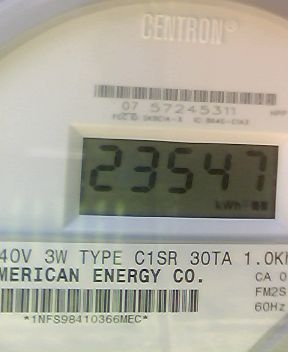 CENTRON®
07 57245311
23547
kWh
40V 3W TYPE C1SR 30TA 1.0K
MERICAN ENERGY CO.
CA 0
FM2S
60Hz
*1NFS98410366MEC*